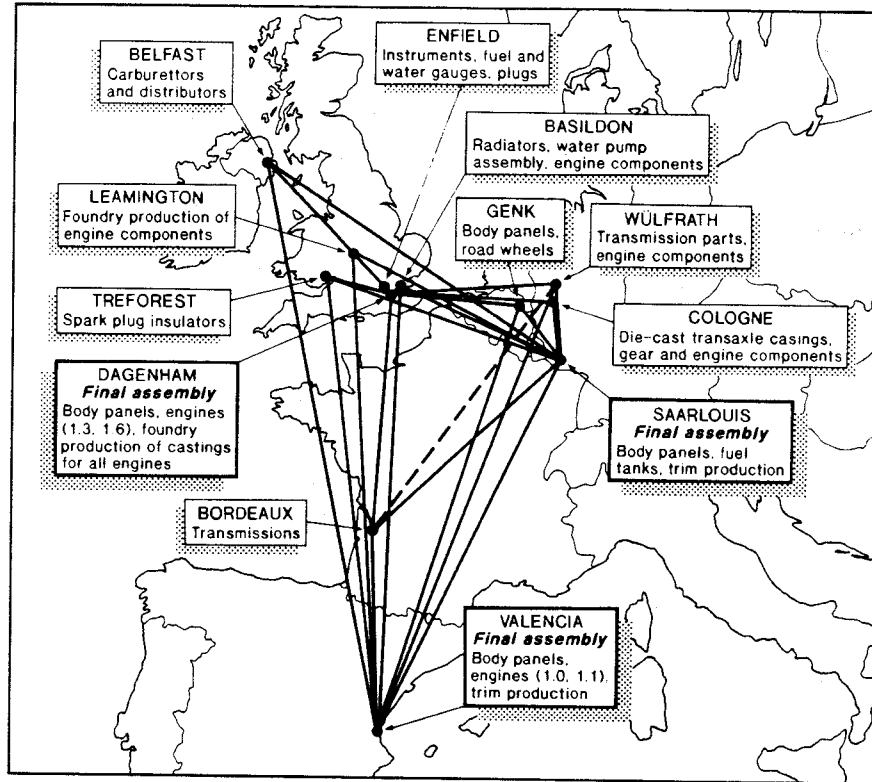 BELFAST
Carburettors
and distributors
ENFIELD
Instruments, fuel and
water gauges, plugs
BASILDON
Radiators, water pump
assembly, engine components
LEAMINGTON
Foundry production of
engine components
GENK
Body panels,
road wheels
WÜLFRATH
Transmission parts,
engine components
TREFOREST
Spark plug insulators
COLOGNE
Die-cast transaxle casings,
gear and engine components
DAGENHAM
Final assembly
Body panels, engines
(1.3, 1.6), foundry
production of castings
for all engines
SAARLOUIS
Final assembly
Body panels, fuel
tanks, trim production
BORDEAUX
Transmissions
VALENCIA
Final assembly
Body panels,
engines (1.0, 1.1),
trim production